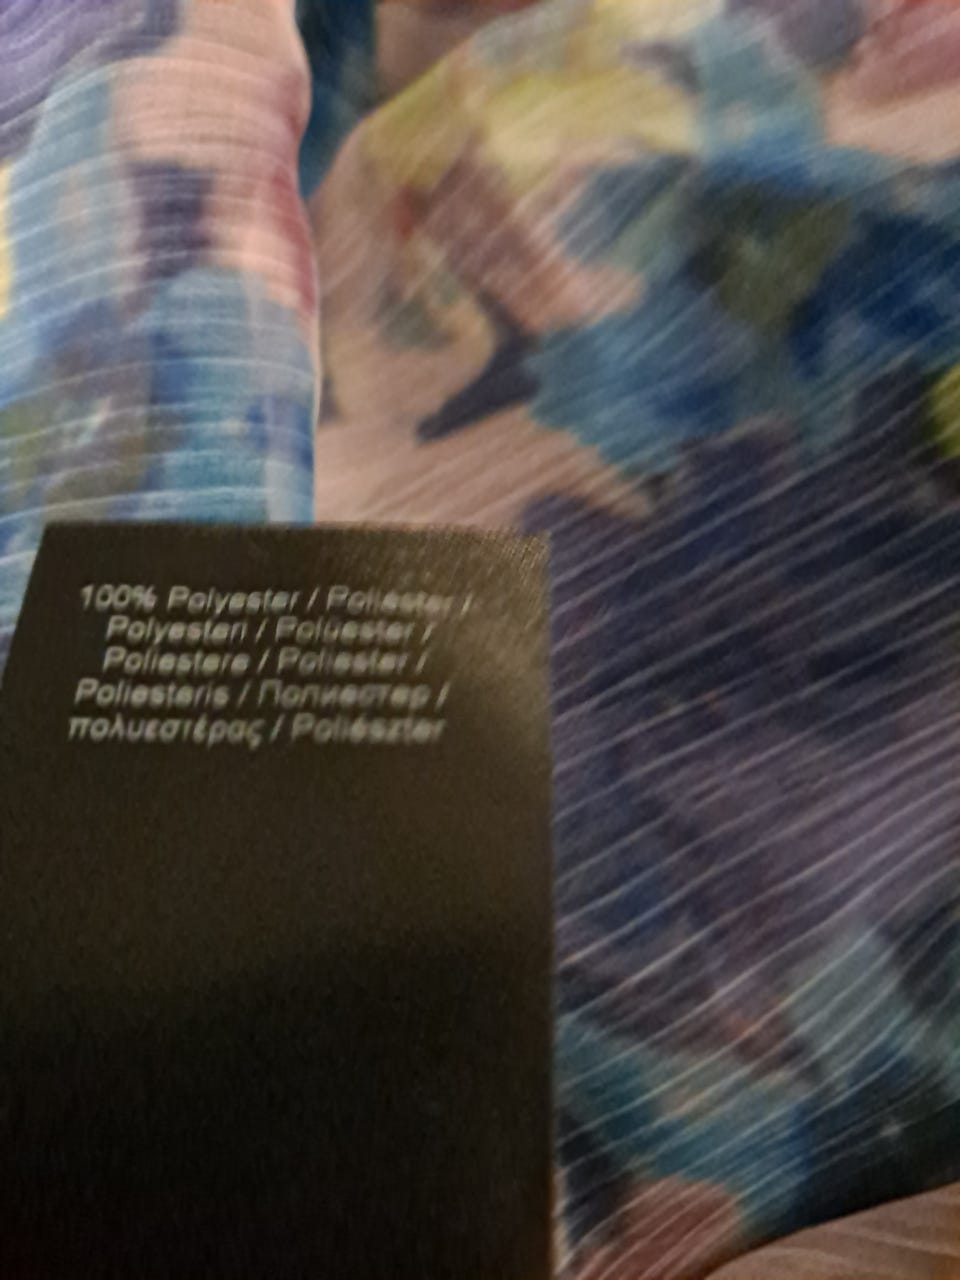 100% Polyester / Poliéster /
Polyesteri / Polüester /
Poliestere / Poliester /
Poliesteris / Полиестер /
πολυεστέρας / Poliészter